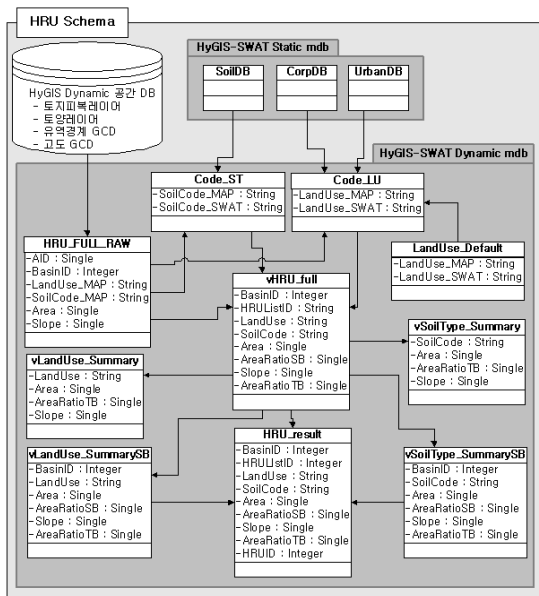 HRU Schema
HyGIS-SWAT Static mdb
SoilDB
CorpDB
UrbanDB
HyGIS Dynamic 공간 DB
- 토지피복레이어
- 토양레이어
- 유역경계 GCD
- 고도 GCD
HyGIS-SWAT Dynamic mdb
Code_ST
-SoilCode_MAP : String
-SoilCode_SWAT : String
Code_LU
-LandUse_MAP : String
-LandUse_SWAT : String
HRU_FULL_RAW
-AID : Single
-BasinID : Integer
-LandUse_MAP : String
-SoilCode_MAP : String
-Area : Single
-Slope : Single
LandUse_Default
-LandUse_MAP : String
-LandUse_SWAT : String
vHRU_full
-BasinID : Integer
-HRUListID : String
-LandUse : String
-SoilCode : String
-Area : Single
-AreaRatioSB : Single
-Slope : Single
-AreaRatioTB : Single
vSoilType_Summary
-SoilCode : String
-Area : Single
-AreaRatioTB : Single
-Slope : Single
vLandUse_Summary
-LandUse : String
-Area : Single
-AreaRatioTB : Single
-Slope : Single
vLandUse_SummarySB
-BasinID : Integer
-LandUse : String
-Area : Single
-AreaRatioSB : Single
-Slope : Single
-AreaRatioTB : Single
HRU_result
-BasinID : Integer
-HRUListID : Integer
-LandUse : String
-SoilCode : String
-Area : Single
-AreaRatioSB : Single
-Slope : Single
-AreaRatioTB : Single
-HRUID : Integer
vSoilType_SummarySB
-BasinID : Integer
-SoilCode : String
-Area : Single
-AreaRatioSB : Single
-Slope : Single
-AreaRatioTB : Single